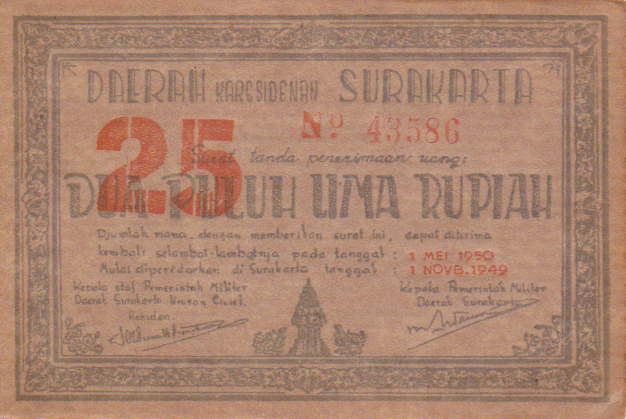 DAERAH KARESIDENAN SURAKARTA
25
No 43586
Surat tanda penerimaan uang:
DUA PULUH LIMA RUPIAH
Djumlah mana, dengan memberikan surat ini, dapat diterima
kembali selambat-lambatnja pada tanggal : 1 MEI 1950
Mulai diperedarkan di Surakarta tanggal : 1 NOVB. 1949
Kepala staf Pemerintah Militer
Daerah Surakarta Urusan Civiel.
Residen.
Kepala Pemerintah Militer
Daerah Surakarta